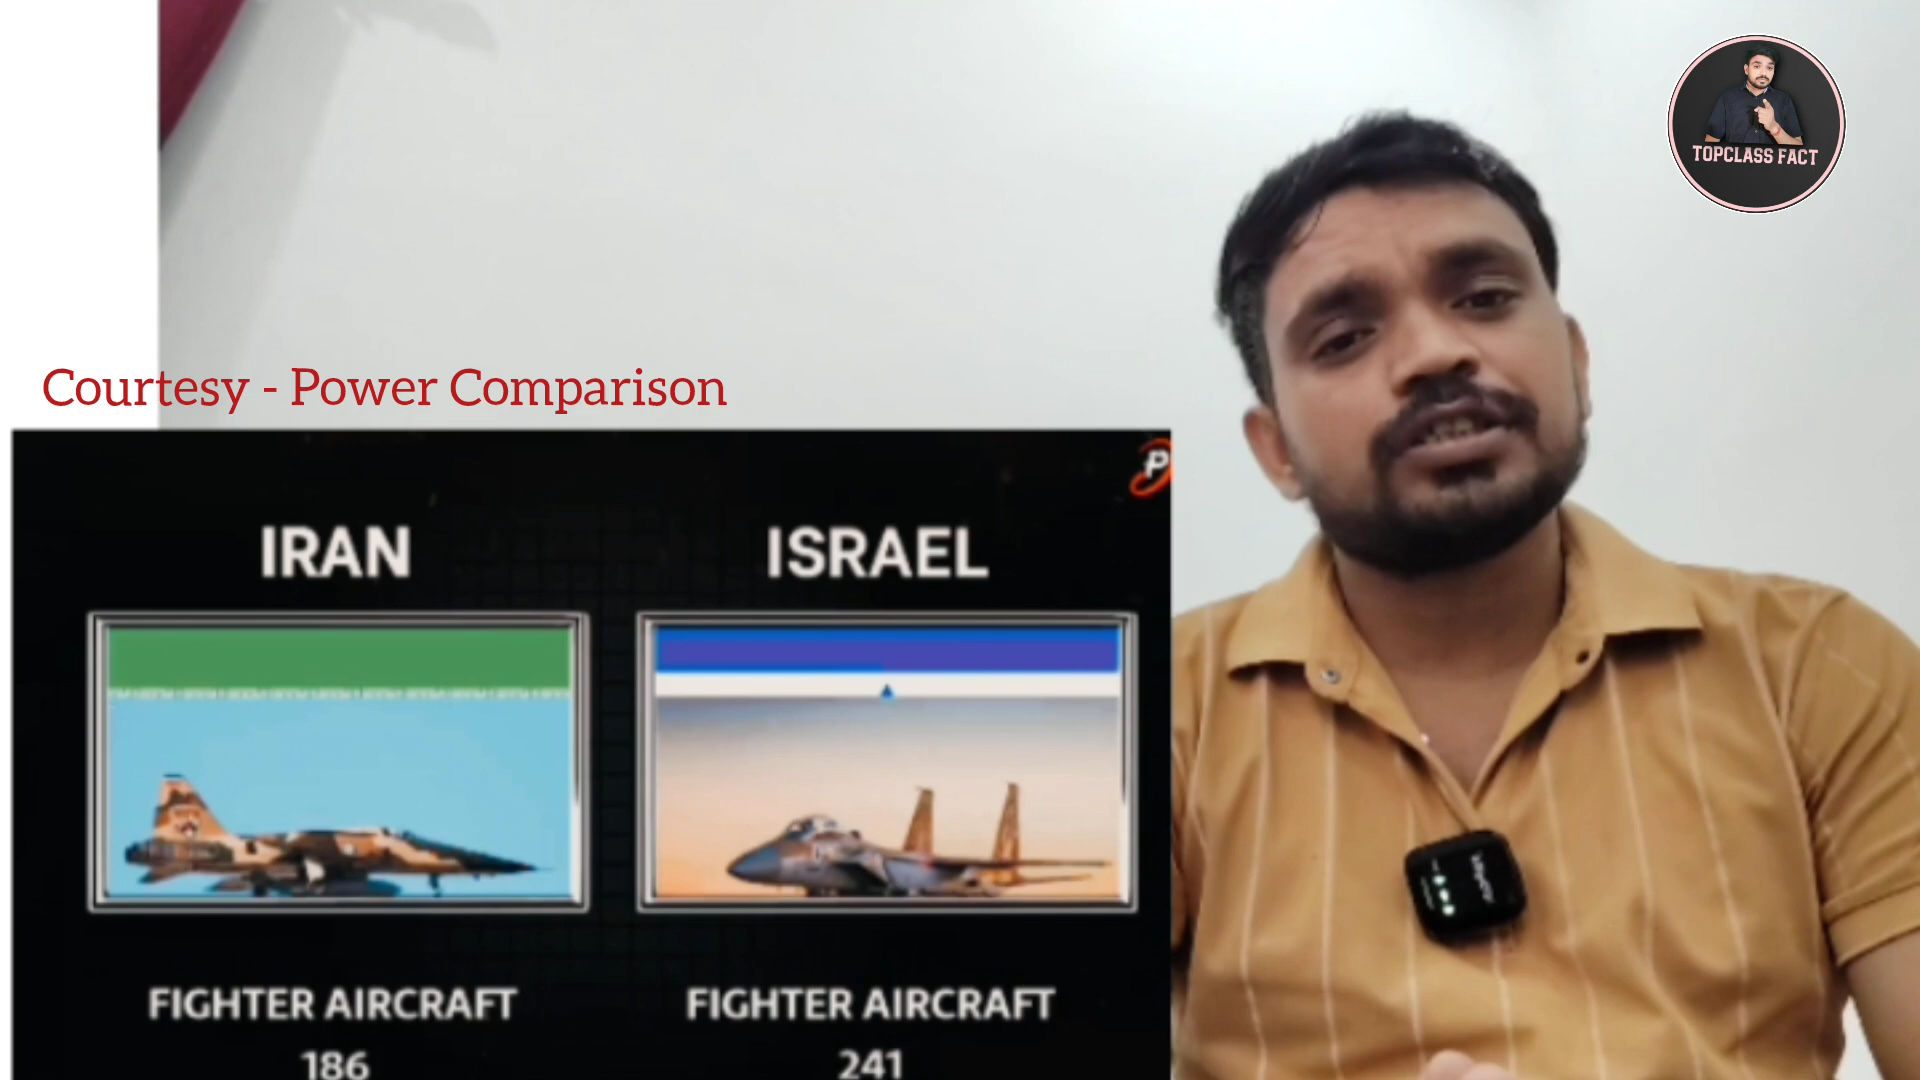 TOPCLASS FACT
Courtesy - Power Comparison
P
IRAN
ISRAEL
FIGHTER AIRCRAFT
FIGHTER AIRCRAFT
186
241